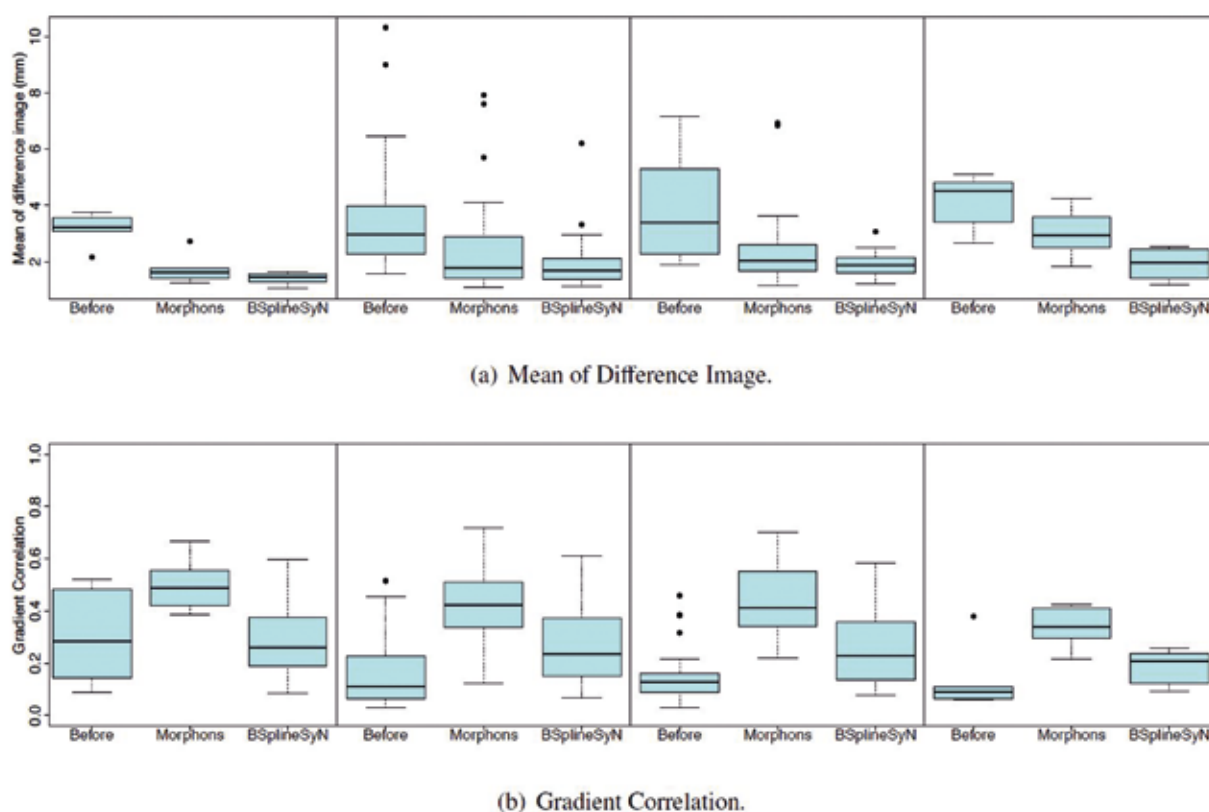 Mean of difference image (mm)
10
8
6
4
2
Before Morphons BSplineSyN Before Morphons BSplineSyN Before Morphons BSplineSyN Before Morphons BSplineSyN
(a) Mean of Difference Image.
Gradient Correlation
1.0
0.8
0.6
0.4
0.2
0.0
Before Morphons BSplineSyN Before Morphons BSplineSyN Before Morphons BSplineSyN Before Morphons BSplineSyN
(b) Gradient Correlation.